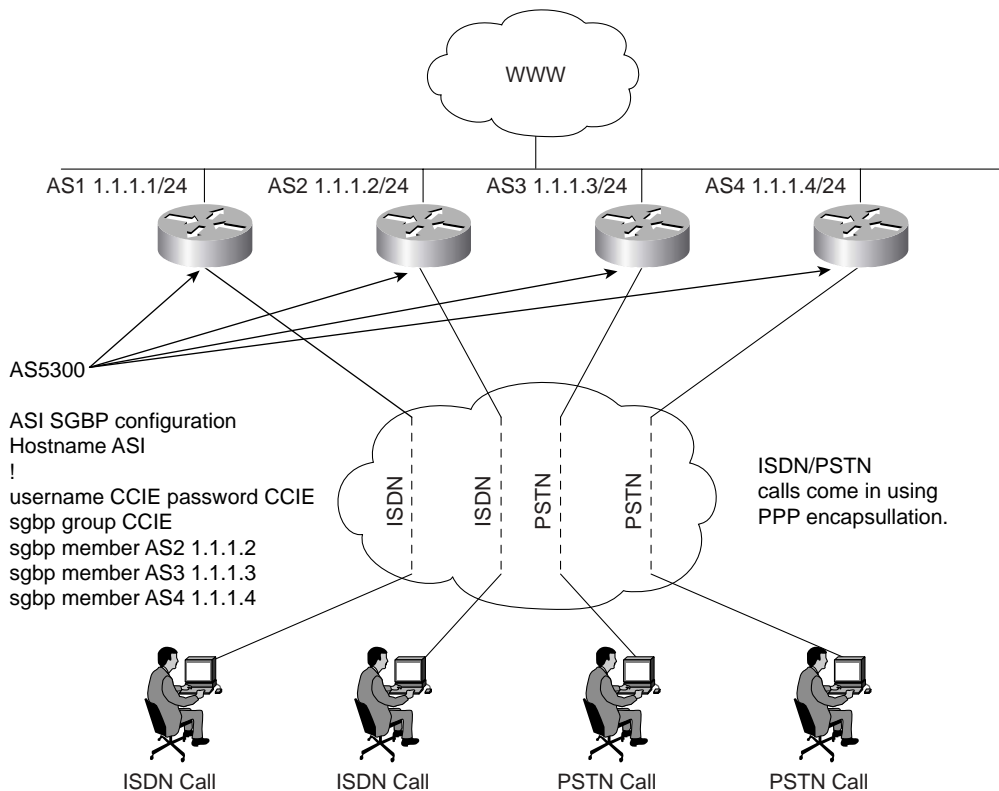 WWW
AS1 1.1.1.1/24
AS2 1.1.1.2/24
AS3 1.1.1.3/24
AS4 1.1.1.4/24
AS5300
ASI SGBP configuration
Hostname ASI
!
username CCIE password CCIE
sgbp group CCIE
sgbp member AS2 1.1.1.2
sgbp member AS3 1.1.1.3
sgbp member AS4 1.1.1.4
ISDN
ISDN
PSTN
PSTN
ISDN/PSTN
calls come in using
PPP encapsullation.
ISDN Call
ISDN Call
PSTN Call
PSTN Call